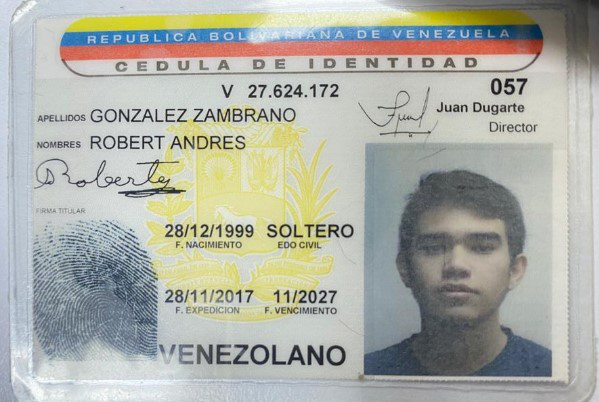 REPUBLICA BOLIVARIANA DE VENEZUELA
CEDULA DE IDENTIDAD
V 27.624.172
057
APELLIDOS GONZALEZ ZAMBRANO
Juan Dugarte
Director
NOMBRES ROBERT ANDRES
FIRMA TITULAR
28/12/1999 SOLTERO
F. NACIMIENTO EDO CIVIL
28/11/2017 11/2027
F. EXPEDICION F. VENCIMIENTO
VENEZOLANO